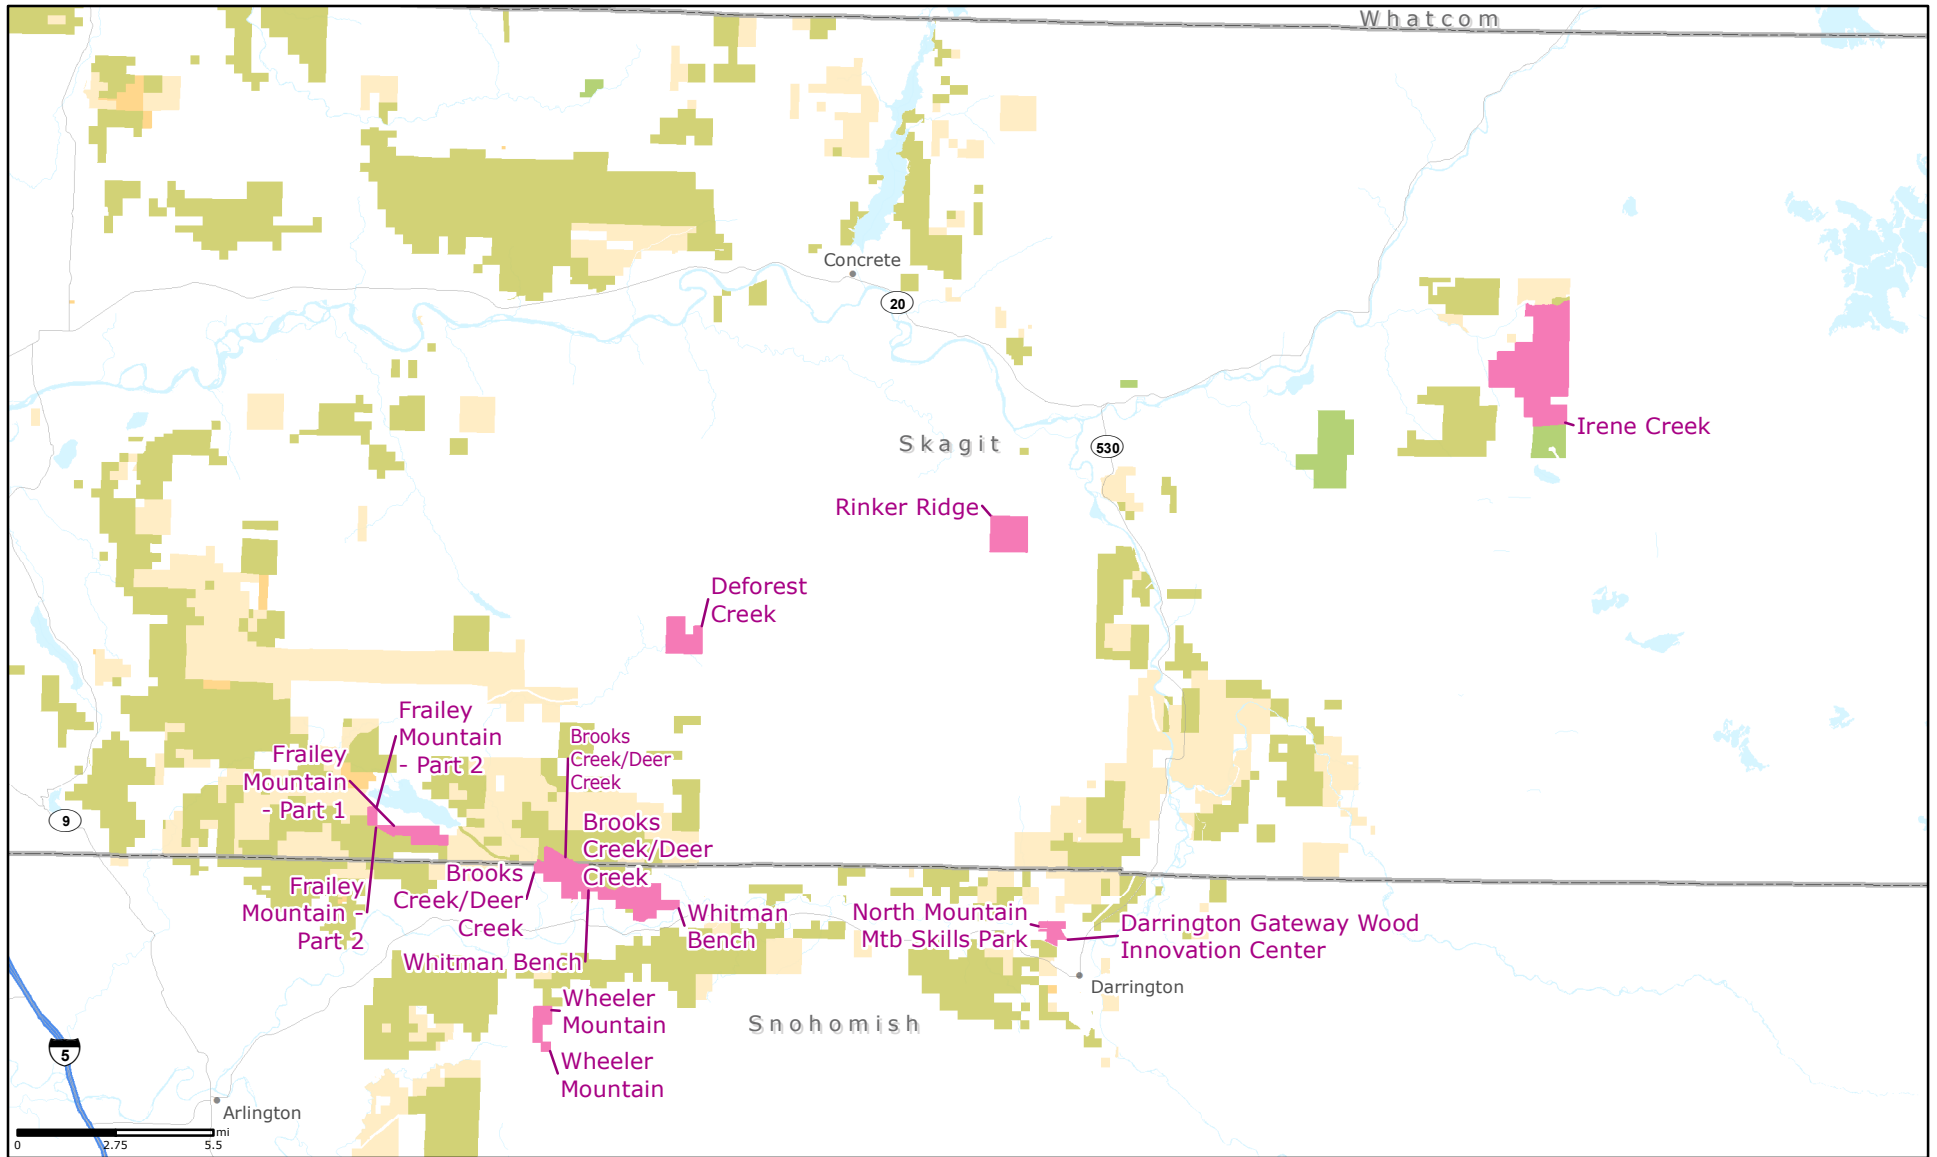 Whatcom
Concrete
20
Irene Creek
Skagit
530
Rinker Ridge
Deforest
Creek
Frailey
Mountain
- Part 2
Brooks
Creek/Deer
Creek
Frailey
Mountain
- Part 1
9
Brooks
Creek/Deer
Creek
Brooks
Creek/Deer
Creek
Frailey
Mountain -
Part 2
Whitman
Bench
North Mountain
Mtb Skills Park
Darrington Gateway Wood
Innovation Center
Whitman Bench
Darrington
Wheeler
Mountain
Snohomish
5
Wheeler
Mountain
Arlington
mi
0 2.75 5.5